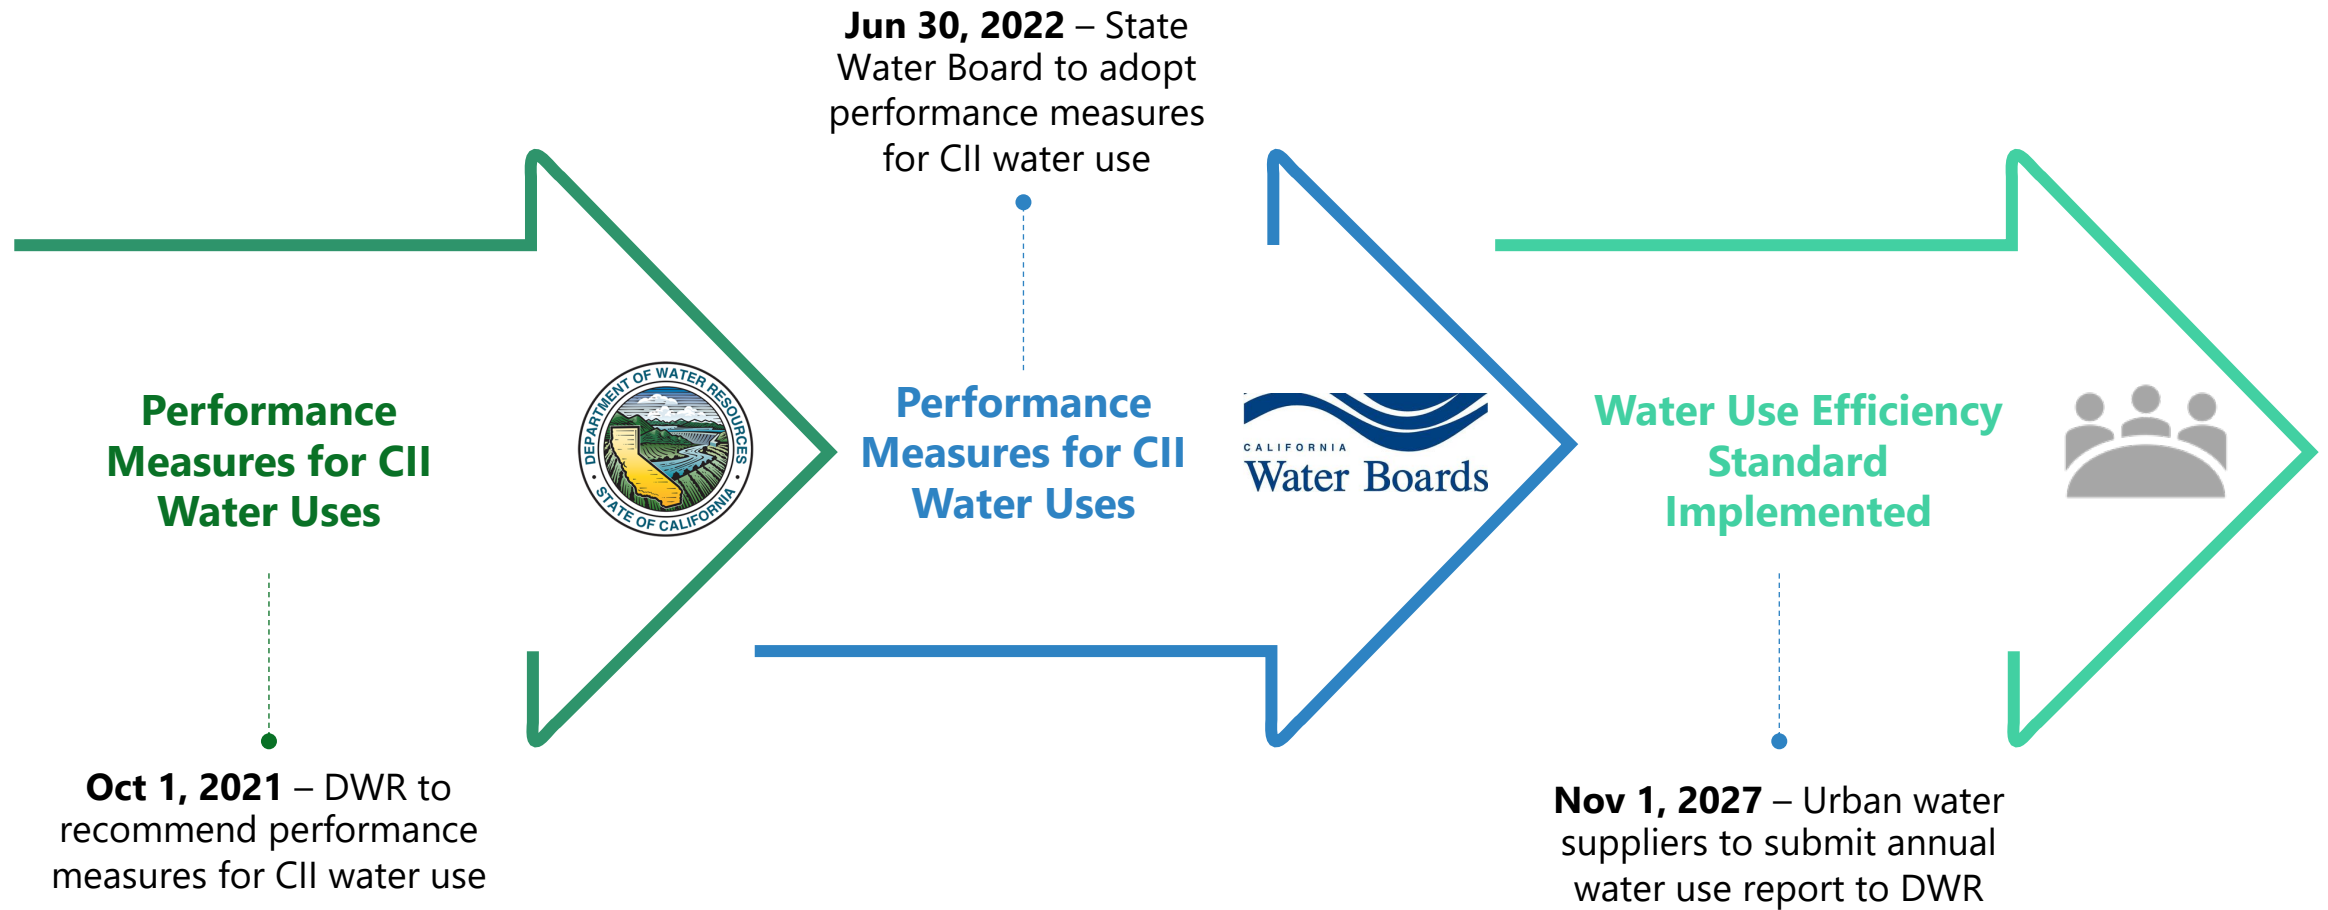 Jun 30, 2022 – State
Water Board to adopt
performance measures
for CII water use
Performance
Measures for CII
Water Uses
DEPARTMENT OF WATER RESOURCES
• STATE OF CALIFORNIA •
Performance
Measures for CII
Water Uses
CALIFORNIA
Water Boards
Water Use Efficiency
Standard
Implemented
Oct 1, 2021 – DWR to
recommend performance
measures for CII water use
Nov 1, 2027 – Urban water
suppliers to submit annual
water use report to DWR